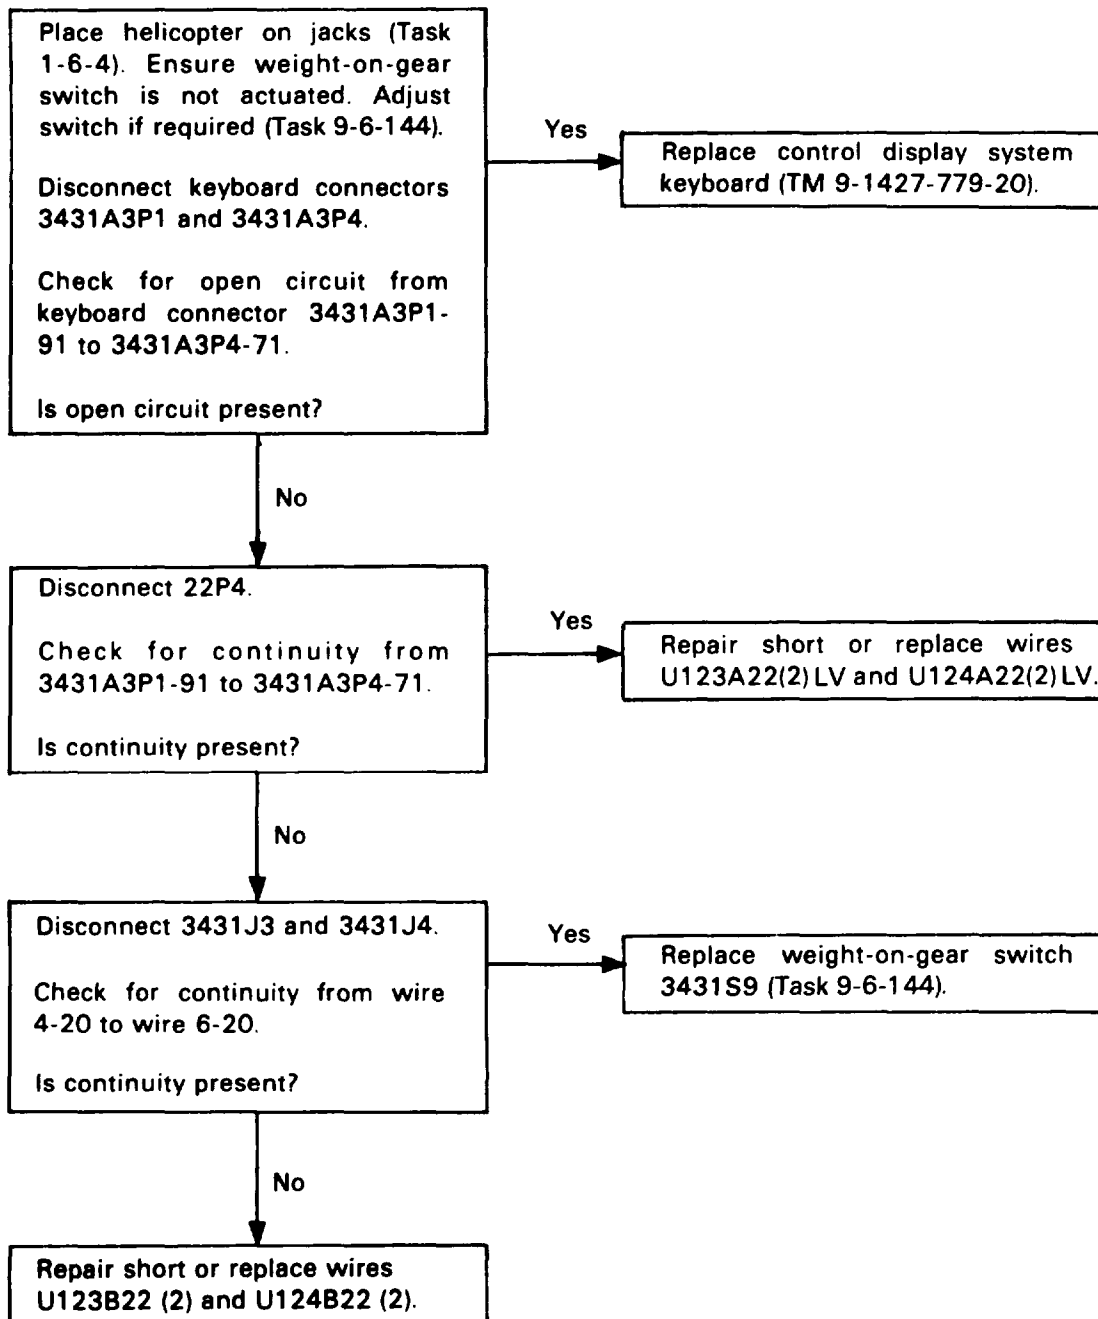 Place helicopter on jacks (Task
1-6-4). Ensure weight-on-gear
switch is not actuated. Adjust
switch if required (Task 9-6-144).
Disconnect keyboard connectors
3431A3P1 and 3431A3P4.
Check for open circuit from
keyboard connector 3431A3P1-
91 to 3431A3P4-71.
Is open circuit present?
Yes
Replace control display system
keyboard (TM 9-1427-779-20).
No
Disconnect 22P4.
Check for continuity from
3431A3P1-91 to 3431A3P4-71.
Is continuity present?
Yes
Repair short or replace wires
U123A22(2)LV and U124A22(2)LV.
No
Disconnect 3431J3 and 3431J4.
Check for continuity from wire
4-20 to wire 6-20.
Is continuity present?
Yes
Replace weight-on-gear switch
3431S9 (Task 9-6-144).
No
Repair short or replace wires
U123B22 (2) and U124B22 (2).